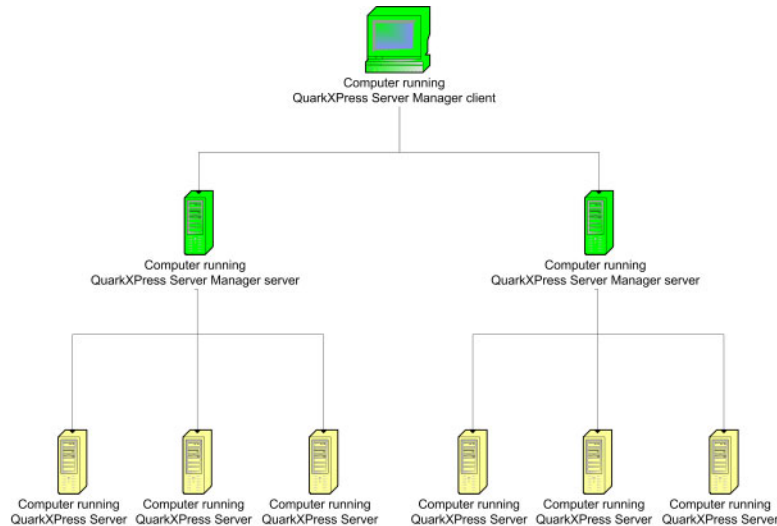 Computer running
QuarkXPress Server Manager client
Computer running
QuarkXPress Server Manager server
Computer running
QuarkXPress Server Manager server
Computer running
QuarkXPress Server
Computer running
QuarkXPress Server
Computer running
QuarkXPress Server
Computer running
QuarkXPress Server
Computer running
QuarkXPress Server
Computer running
QuarkXPress Server